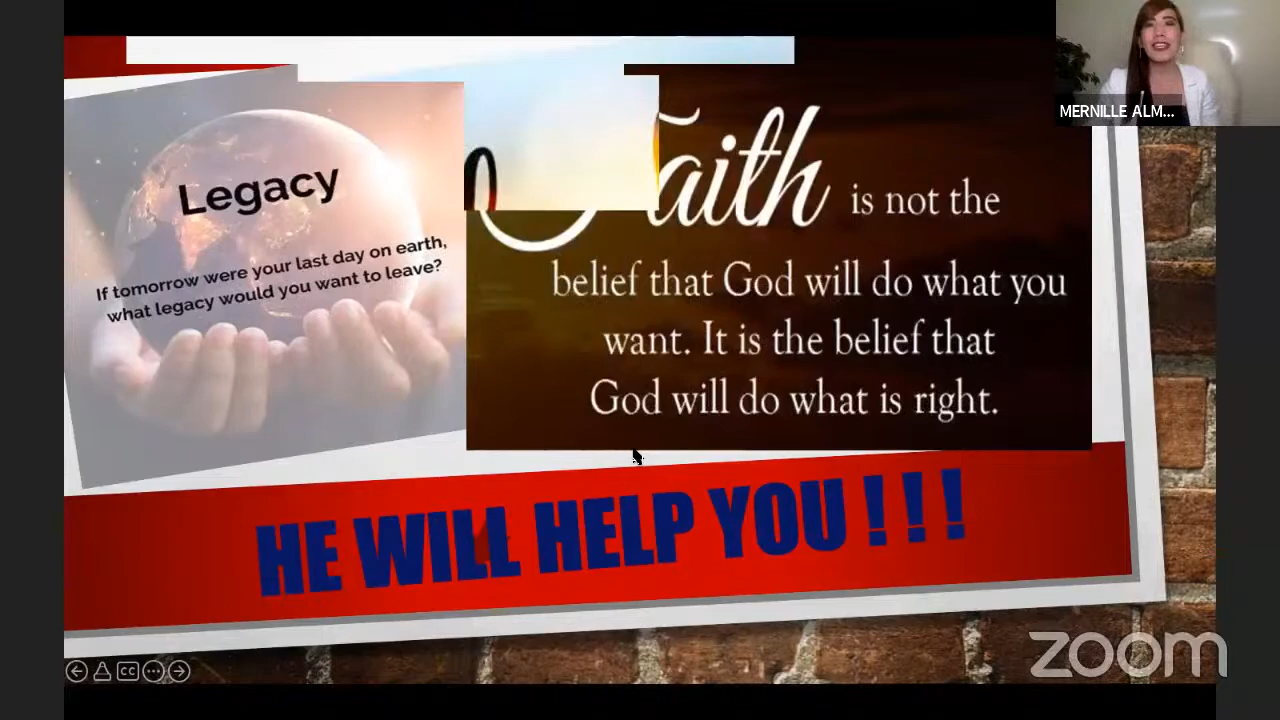 MERNILLE ALM...
Legacy
If tomorrow were your last day on earth,
what legacy would you want to leave?
Faith is not the
belief that God will do what you
want. It is the belief that
God will do what is right.
HE WILL HELP YOU ! ! !
CC
zoom